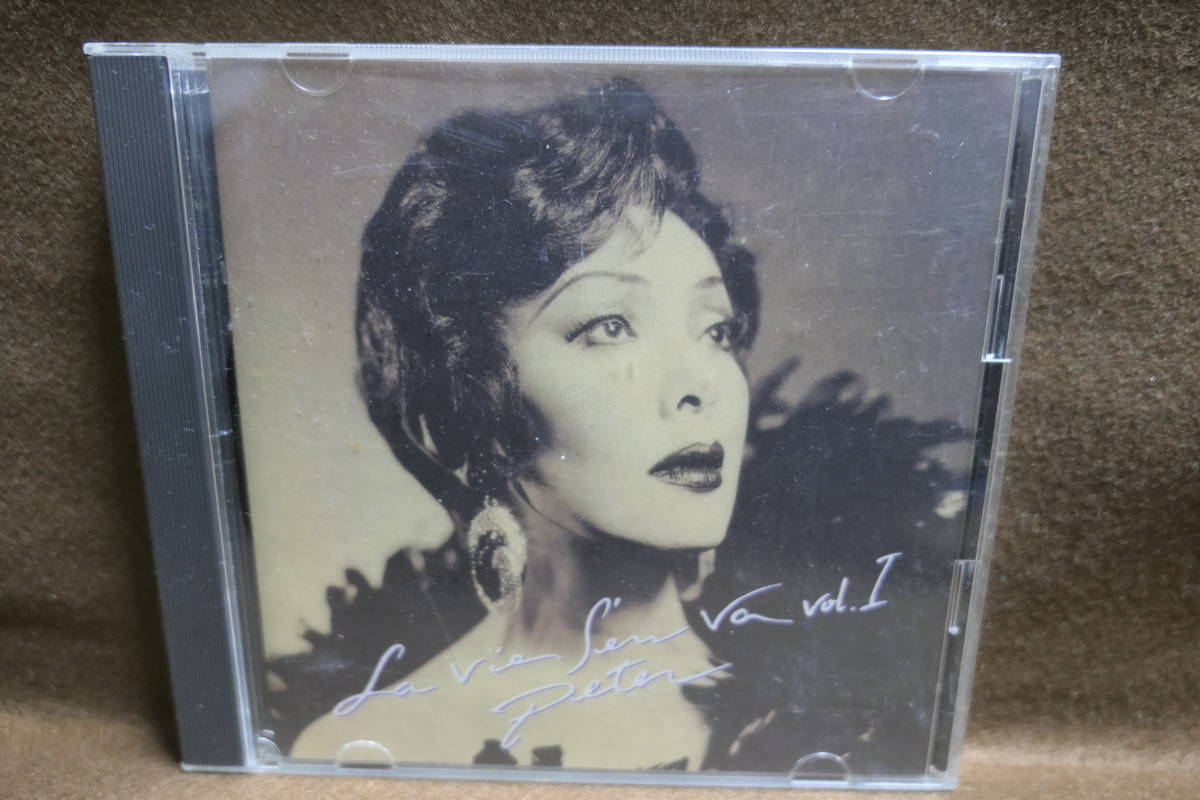 La vie s'en va vol.I
Peter